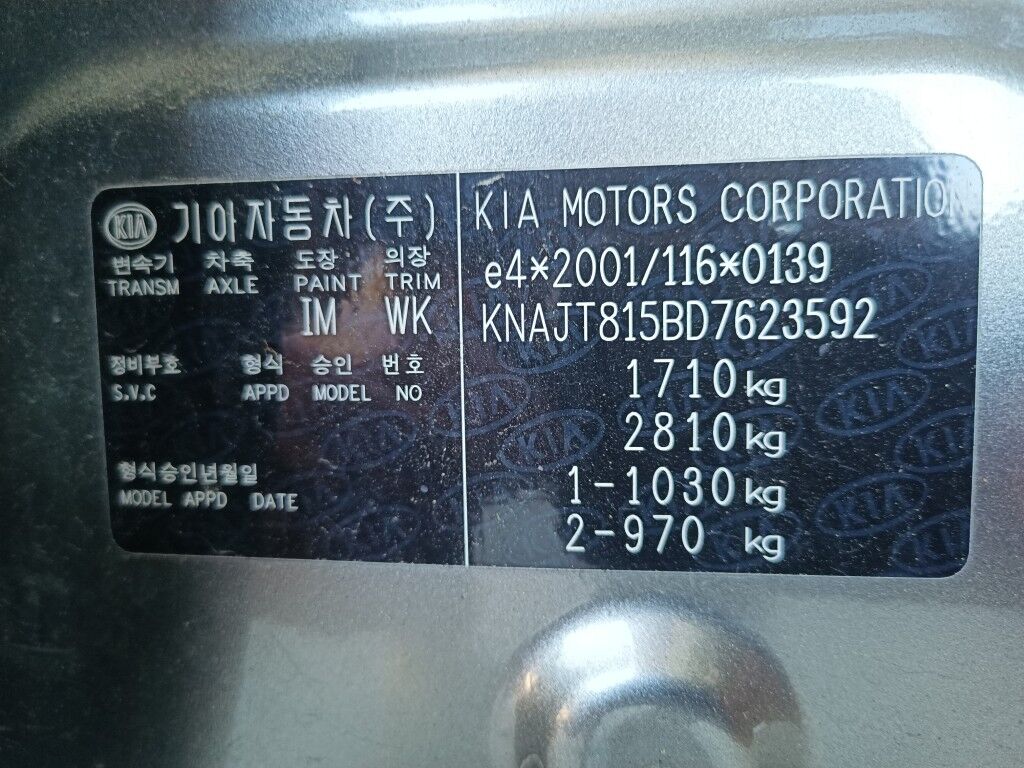 KIA 기아자동차(주)
변속기 차축 도장 의장
TRANSM AXLE PAINT TRIM
IM WK
정비부호 형식 승인 번호
S.V.C APPD MODEL NO
형식승인년월일
MODEL APPD DATE
KIA MOTORS CORPORATION
e4*2001/116*0139
KNAJT815BD7623592
1710kg
2810kg
1-1030kg
2-970 kg